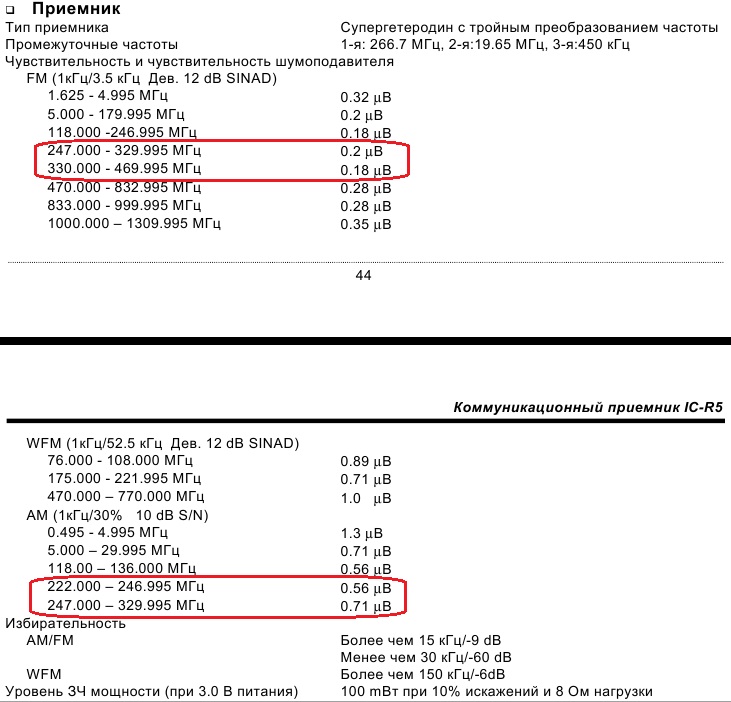 ❑ Приемник
Тип приемника Супергетеродин с тройным преобразованием частоты
Промежуточные частоты 1-я: 266.7 МГц, 2-я:19.65 МГц, 3-я:450 кГц
Чувствительность и чувствительность шумоподавителя
FM (1кГц/3.5 кГц Дев. 12 dB SINAD)
1.625 - 4.995 МГц 0.32 µВ
5.000 - 179.995 МГц 0.2 µВ
118.000 -246.995 МГц 0.18 µВ
247.000 - 329.995 МГц 0.2 µВ
330.000 - 469.995 МГц 0.18 µВ
470.000 - 832.995 МГц 0.28 µВ
833.000 - 999.995 МГц 0.28 µВ
1000.000 – 1309.995 МГц 0.35 µВ
44
Коммуникационный приемник IC-R5
WFM (1кГц/52.5 кГц Дев. 12 dB SINAD)
76.000 - 108.000 МГц 0.89 µВ
175.000 - 221.995 МГц 0.71 µВ
470.000 – 770.000 МГц 1.0 µВ
AM (1кГц/30% 10 dB S/N)
0.495 - 4.995 МГц 1.3 µВ
5.000 – 29.995 МГц 0.71 µВ
118.00 – 136.000 МГц 0.56 µВ
222.000 – 246.995 МГц 0.56 µВ
247.000 – 329.995 МГц 0.71 µВ
Избирательность
AM/FM Более чем 15 кГц/-9 dB
Менее чем 30 кГц/-60 dB
WFM Более чем 150 кГц/-6dB
Уровень ЗЧ мощности (при 3.0 В питания) 100 mВт при 10% искажений и 8 Ом нагрузки